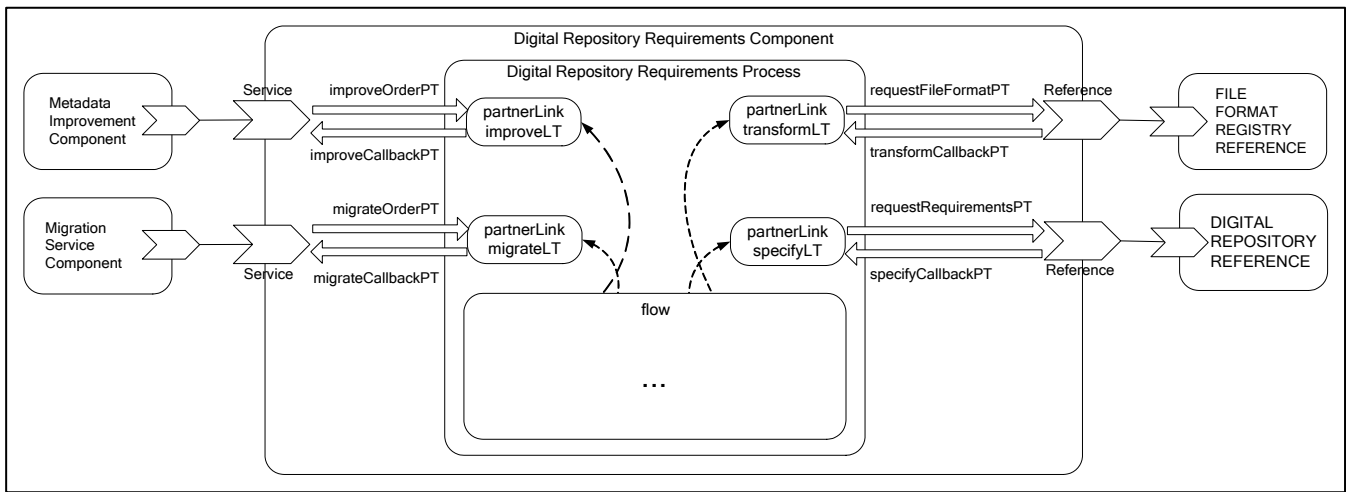 Digital Repository Requirements Component
Digital Repository Requirements Process
Metadata
Improvement
Component
Service
improveOrderPT
improveCallbackPT
partnerLink
improveLT
partnerLink
transformLT
requestFileFormatPT
transformCallbackPT
Reference
FILE
FORMAT
REGISTRY
REFERENCE
Migration
Service
Component
Service
migrateOrderPT
migrateCallbackPT
partnerLink
migrateLT
partnerLink
specifyLT
requestRequirementsPT
specifyCallbackPT
Reference
DIGITAL
REPOSITORY
REFERENCE
flow
...